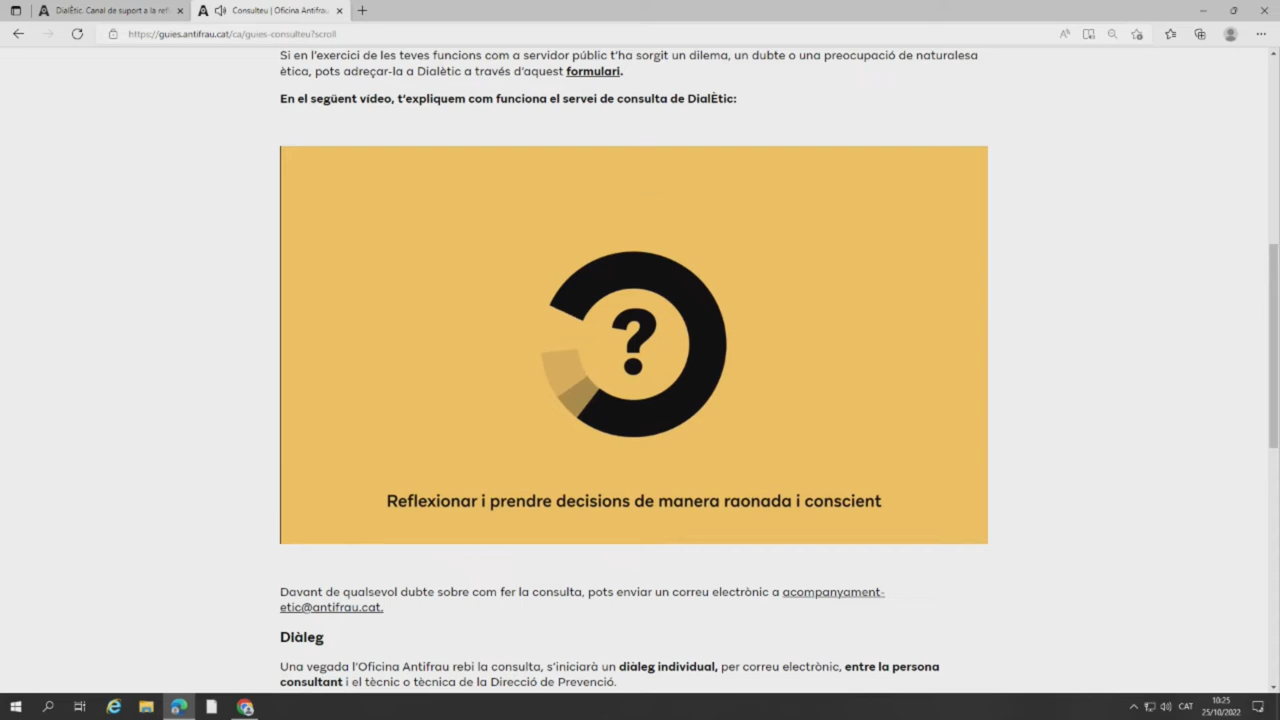 DialÈtic. Canal de suport a la refl
Consulteu | Oficina Antifrau
https://guies.antifrau.cat/ca/guies-consulteu?scroll
Si en l'exercici de les teves funcions com a servidor públic t'ha sorgit un dilema, un dubte o una preocupació de naturalesa
ètica, pots adreçar-la a Dialètic a través d'aquest formulari.
En el següent vídeo, t'expliquem com funciona el servei de consulta de DialÈtic:
?
Reflexionar i prendre decisions de manera raonada i conscient
Davant de qualsevol dubte sobre com fer la consulta, pots enviar un correu electrònic a acompanyament-
etic@antifrau.cat.
Diàleg
Una vegada l'Oficina Antifrau rebi la consulta, s'iniciarà un diàleg individual, per correu electrònic, entre la persona
consultant i el tècnic o tècnica de la Direcció de Prevenció.
CAT
10:25
25/10/2022